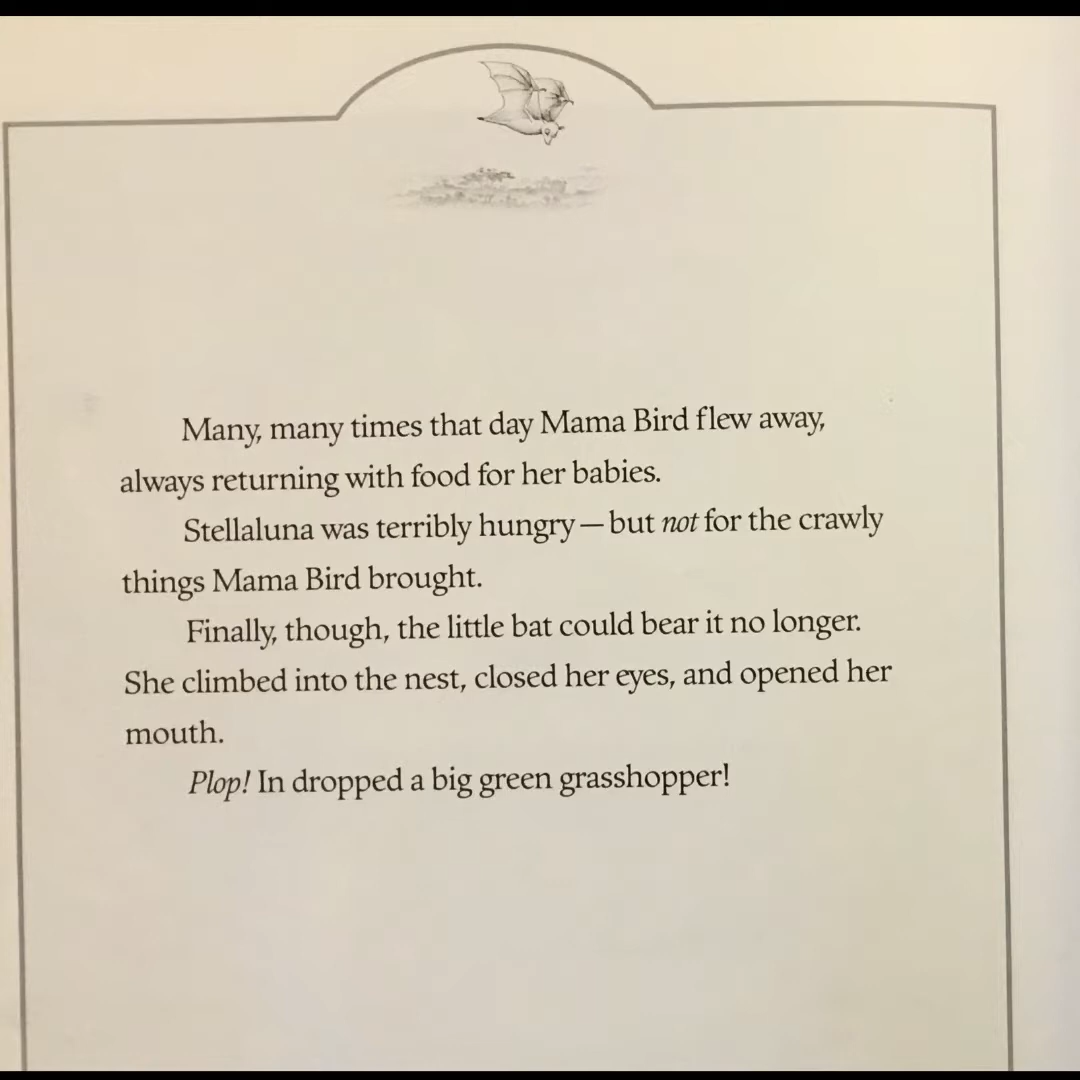 Many, many times that day Mama Bird flew away,
always returning with food for her babies.
Stellaluna was terribly hungry—but not for the crawly
things Mama Bird brought.
Finally, though, the little bat could bear it no longer.
She climbed into the nest, closed her eyes, and opened her
mouth.
Plop! In dropped a big green grasshopper!